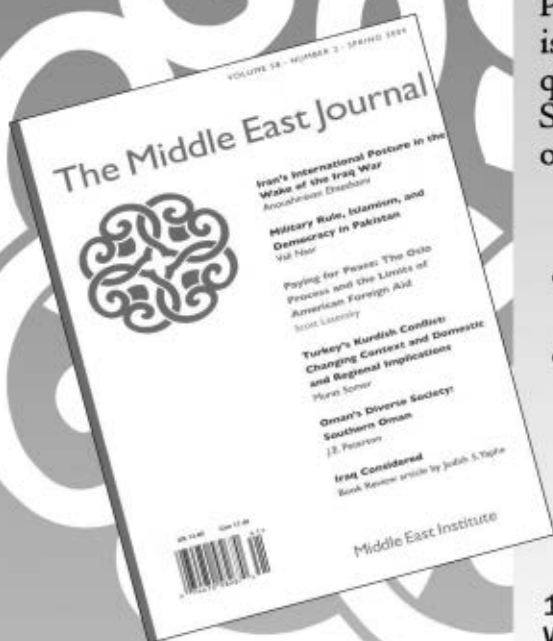 VOLUME 58 - NUMBER 2 - SPRING 2004
The Middle East Journal
Iran's International Posture in the
Wake of the Iraq War
Anoushiravan Ehteshami
Military Rule, Islamism, and
Democracy in Pakistan
Vali Nasr
Paying for Peace: The Oslo
Process and the Limits of
American Foreign Aid
Scott Lasensky
Turkey's Kurdish Conflict:
Changing Context and Domestic
and Regional Implications
Murat Somer
Oman's Diverse Society:
Southern Oman
J.E. Peterson
Iraq Considered
Book Review article by Judith S. Yaphe
Middle East Institute